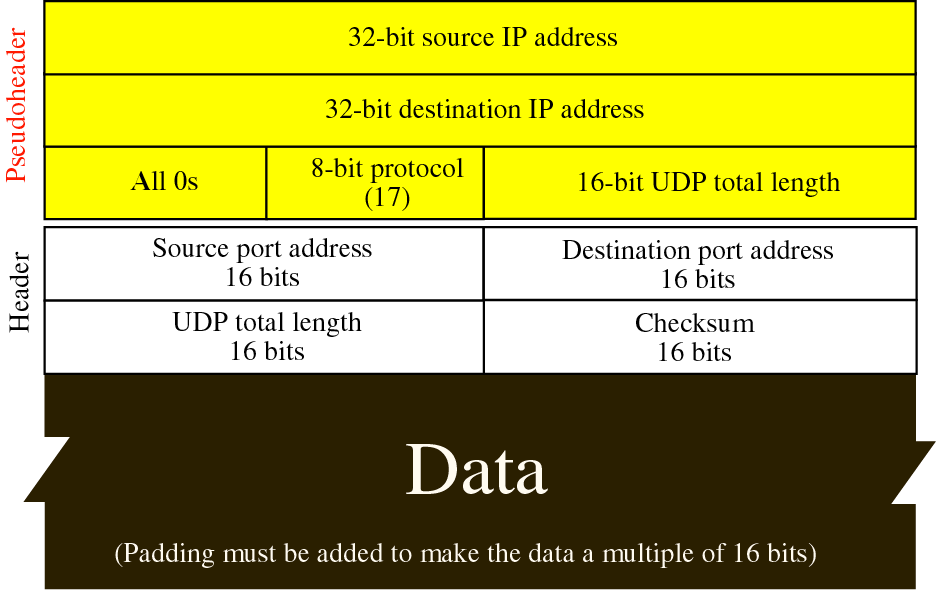 Pseudoheader
32-bit source IP address
32-bit destination IP address
All 0s
8-bit protocol
(17)
16-bit UDP total length
Header
Source port address
16 bits
Destination port address
16 bits
UDP total length
16 bits
Checksum
16 bits
Data
(Padding must be added to make the data a multiple of 16 bits)